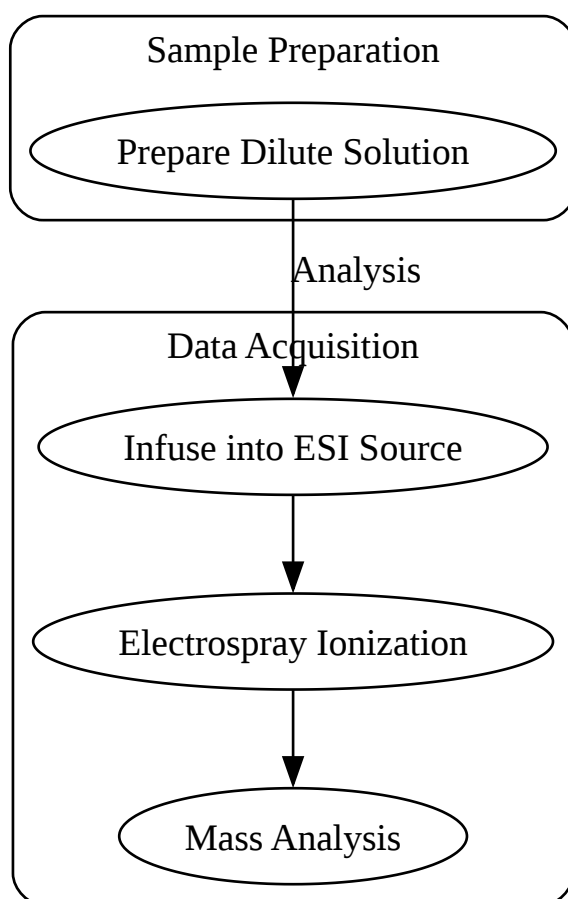 Sample Preparation
Prepare Dilute Solution
Analysis
Data Acquisition
Infuse into ESI Source
Electrospray Ionization
Mass Analysis